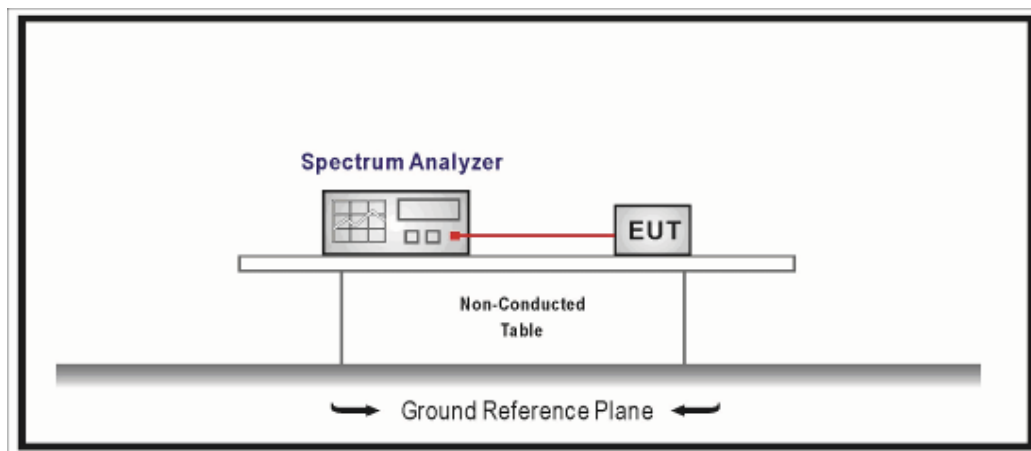 Spectrum Analyzer
EUT
Non-Conducted
Table
Ground Reference Plane